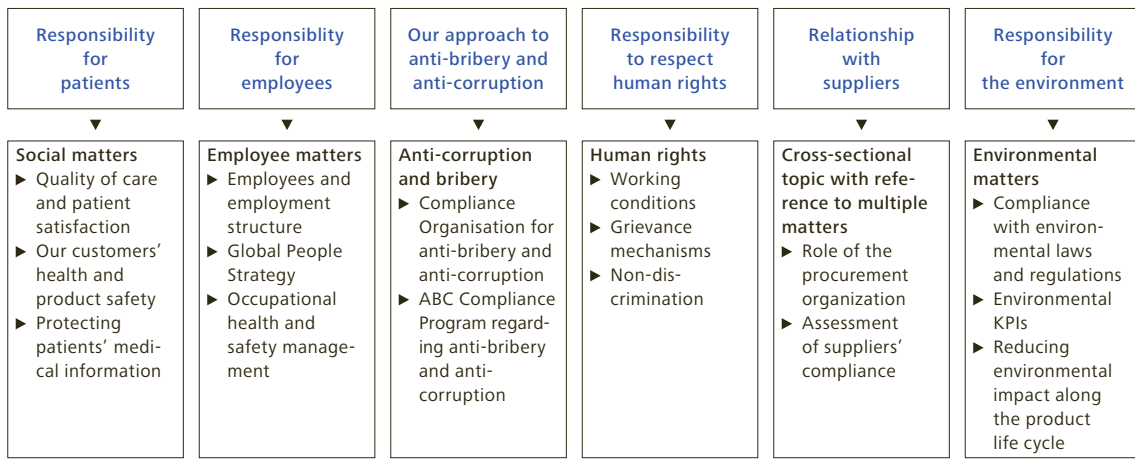 Responsibility
for
patients
Responsiblity
for
employees
Our approach to
anti-bribery and
anti-corruption
Responsibility
to respect
human rights
Relationship
with
suppliers
Responsibility
for
the environment
▼
▼
▼
▼
▼
▼
Social matters
► Quality of care
and patient
satisfaction
► Our customers’
health and
product safety
► Protecting
patients’ medi-
cal information
Employee matters
► Employees and
employment
structure
► Global People
Strategy
► Occupational
health and
safety manage-
ment
Anti-corruption
and bribery
► Compliance
Organisation for
anti-bribery and
anti-corruption
► ABC Compliance
Program regard-
ing anti-bribery
and anti-
corruption
Human rights
► Working
conditions
► Grievance
mechanisms
► Non-dis-
crimination
Cross-sectional
topic with refe-
rence to multiple
matters
► Role of the
procurement
organization
► Assessment
of suppliers’
compliance
Environmental
matters
► Compliance
with environ-
mental laws
and regulations
► Environmental
KPIs
► Reducing
environmental
impact along
the product
life cycle